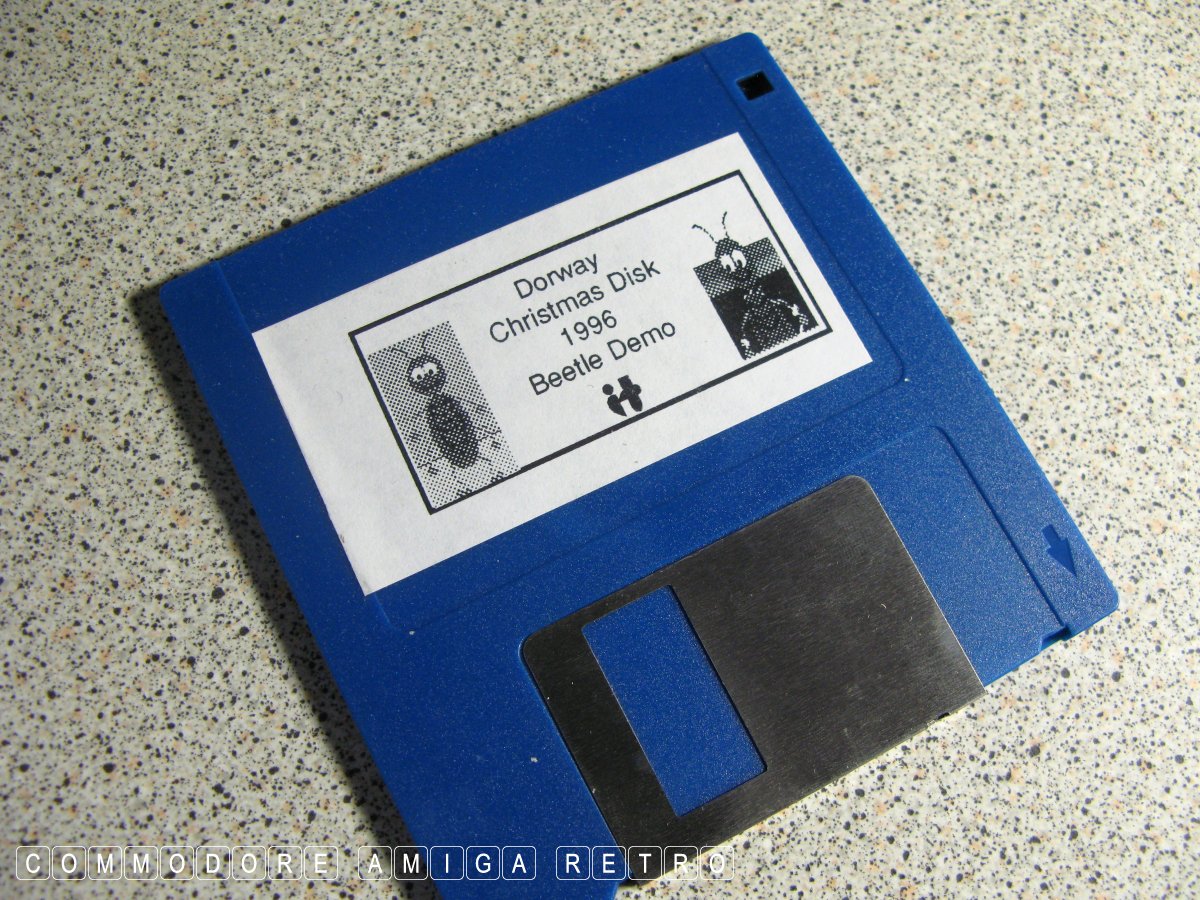 Dorway
Christmas Disk
1996
Beetle Demo
COMMODORE AMIGA RETRO